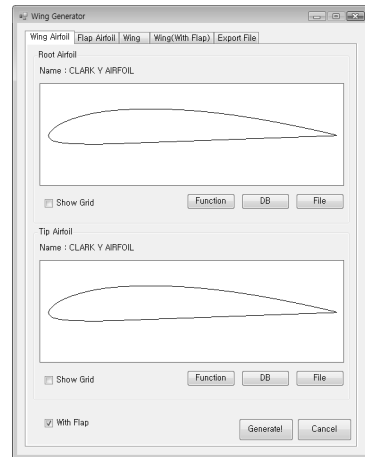 Wing Generator
Wing Airfoil Flap Airfoil Wing Wing(With Flap) Export File
Root Airfoil
Name : CLARK Y AIRFOIL
Show Grid Function DB File
Tip Airfoil
Name : CLARK Y AIRFOIL
Show Grid Function DB File
With Flap Generate! Cancel